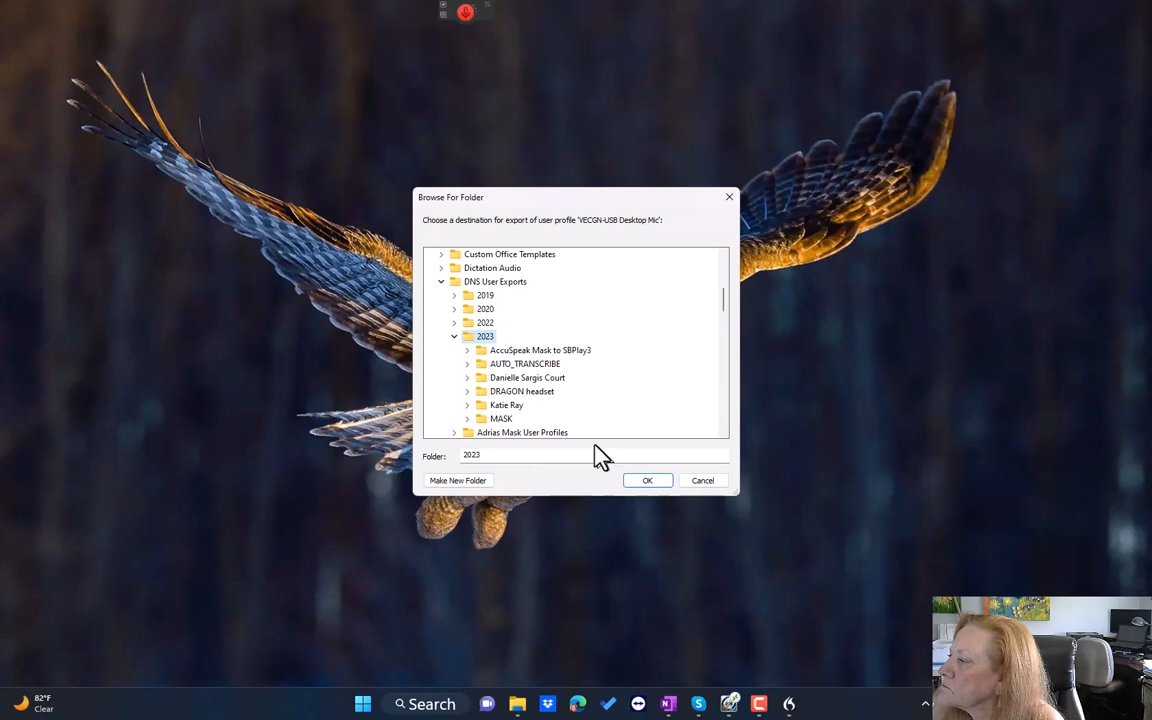 Browse For Folder
Choose a destination for export of user profile 'VECGN-USB Desktop Mic':
Custom Office Templates
Dictation Audio
DNS User Exports
2019
2020
2022
2023
AccuSpeak Mask to SBPlay3
AUTO_TRANSCRIBE
Danielle Sargis Court
DRAGON headset
Katie Ray
MASK
Adrias Mask User Profiles
Folder: 2023
Make New Folder OK Cancel
82°F
Clear
Search